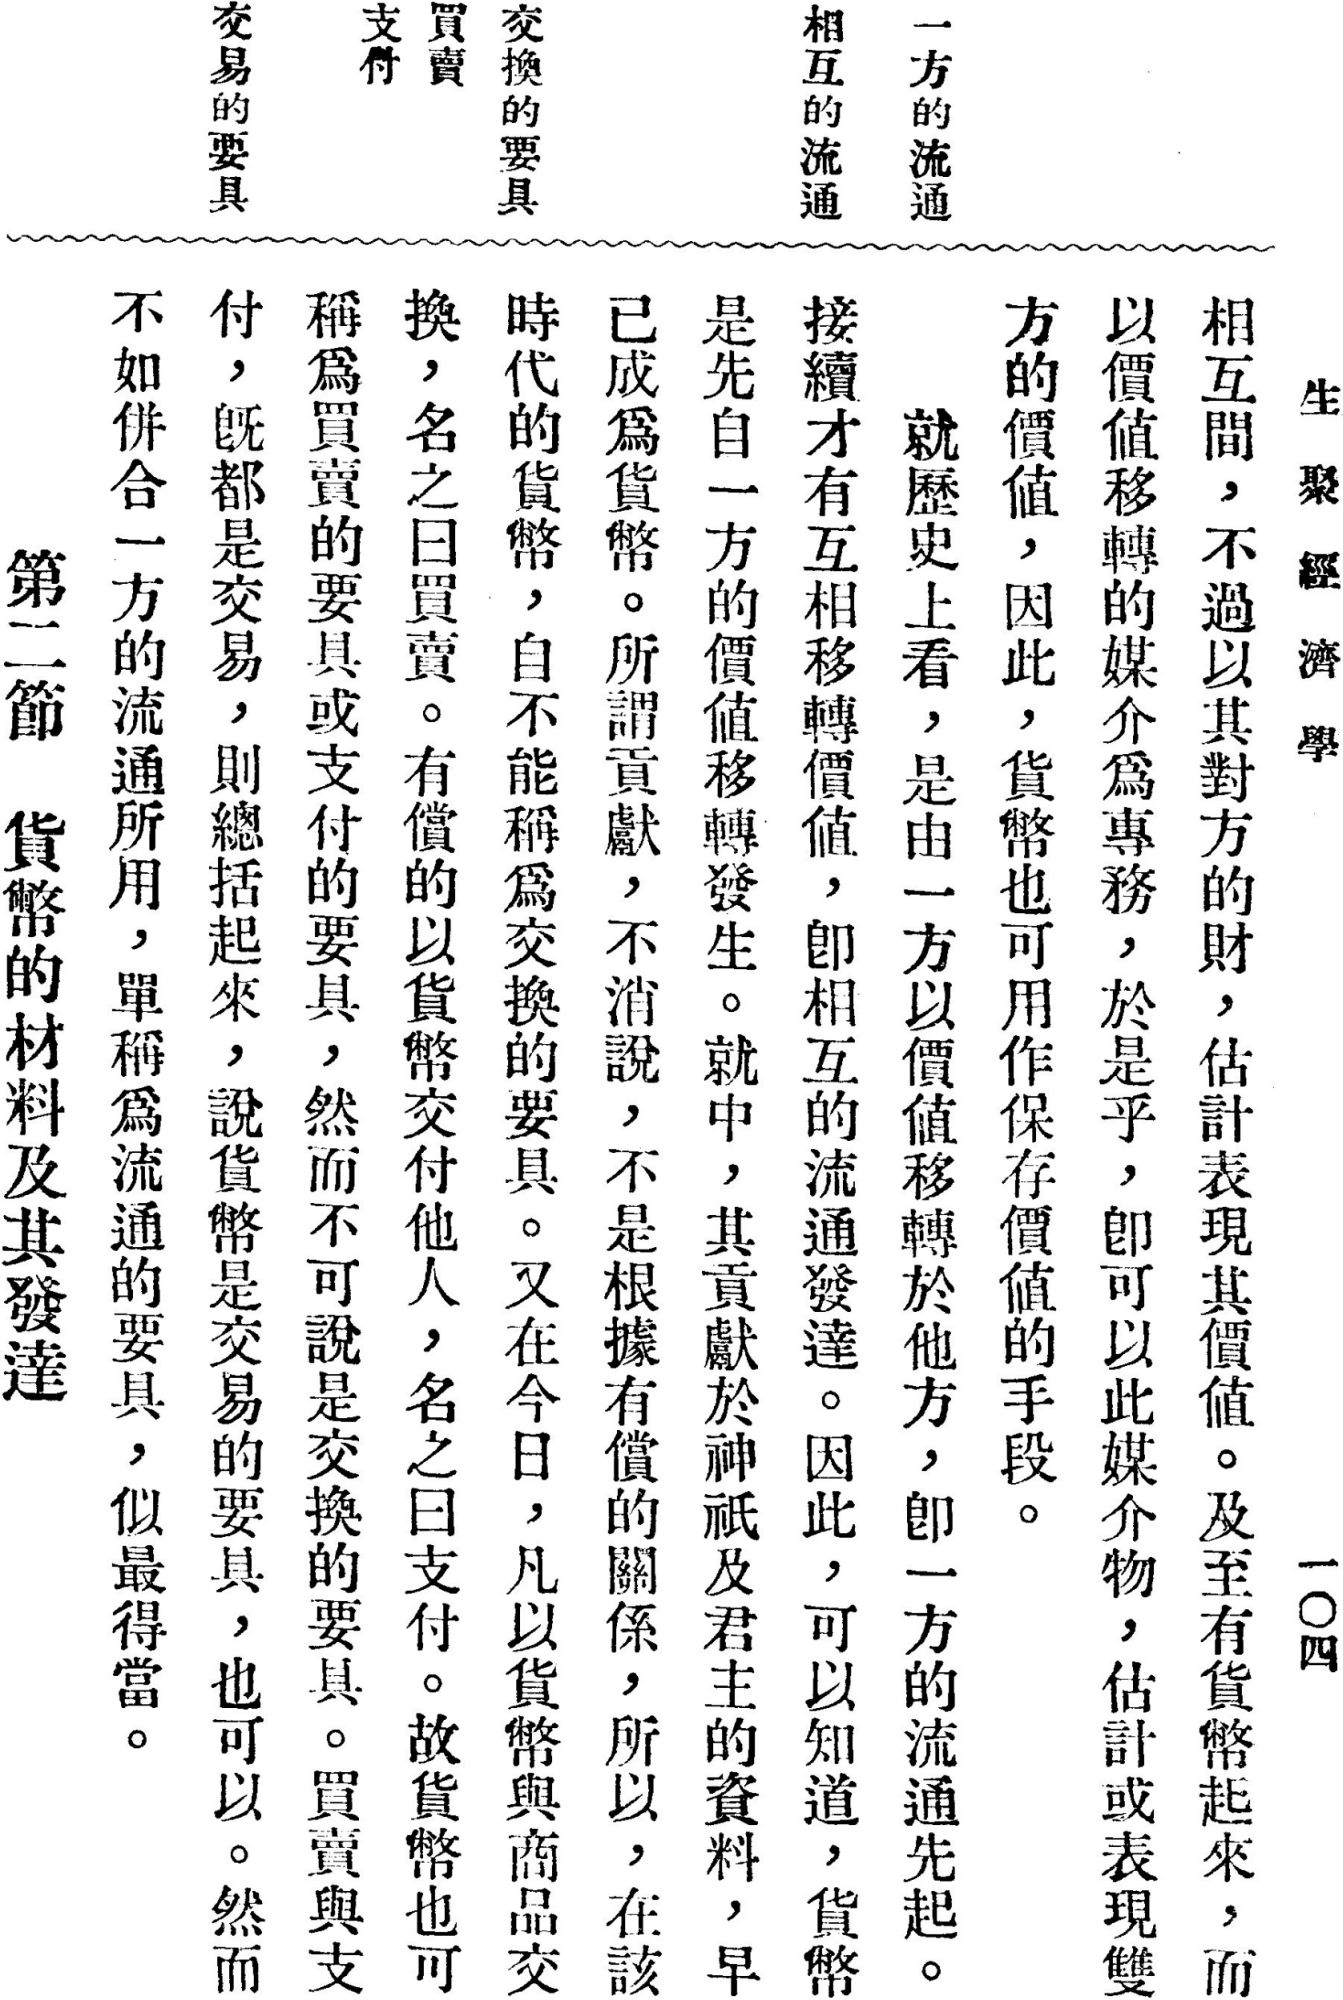 生聚經濟學
一〇四
一方的流通
相互的流通
交換的要具
買賣
支付
交易的要具
相互間，不過以其對方的財，估計表現其價値。及至有貨幣起來，而
以價値移轉的媒介爲專務，於是乎，卽可以此媒介物，估計或表現雙
方的價値，因此，貨幣也可用作保存價値的手段。
就歷史上看，是由一方以價値移轉於他方，卽一方的流通先起。
接續才有互相移轉價値，卽相互的流通發達。因此，可以知道，貨幣
是先自一方的價値移轉發生。就中，其貢獻於神祇及君主的資料，早
已成爲貨幣。所謂貢獻，不消說，不是根據有償的關係，所以，在該
時代的貨幣，自不能稱爲交換的要具。又在今日，凡以貨幣與商品交
換，名之曰買賣。有償的以貨幣交付他人，名之曰支付。故貨幣也可
稱爲買賣的要具或支付的要具，然而不可說是交換的要具。買賣與支
付，旣都是交易，則總括起來，說貨幣是交易的要具，也可以。然而
不如併合一方的流通所用，單稱爲流通的要具，似最得當。
第二節　貨幣的材料及其發達